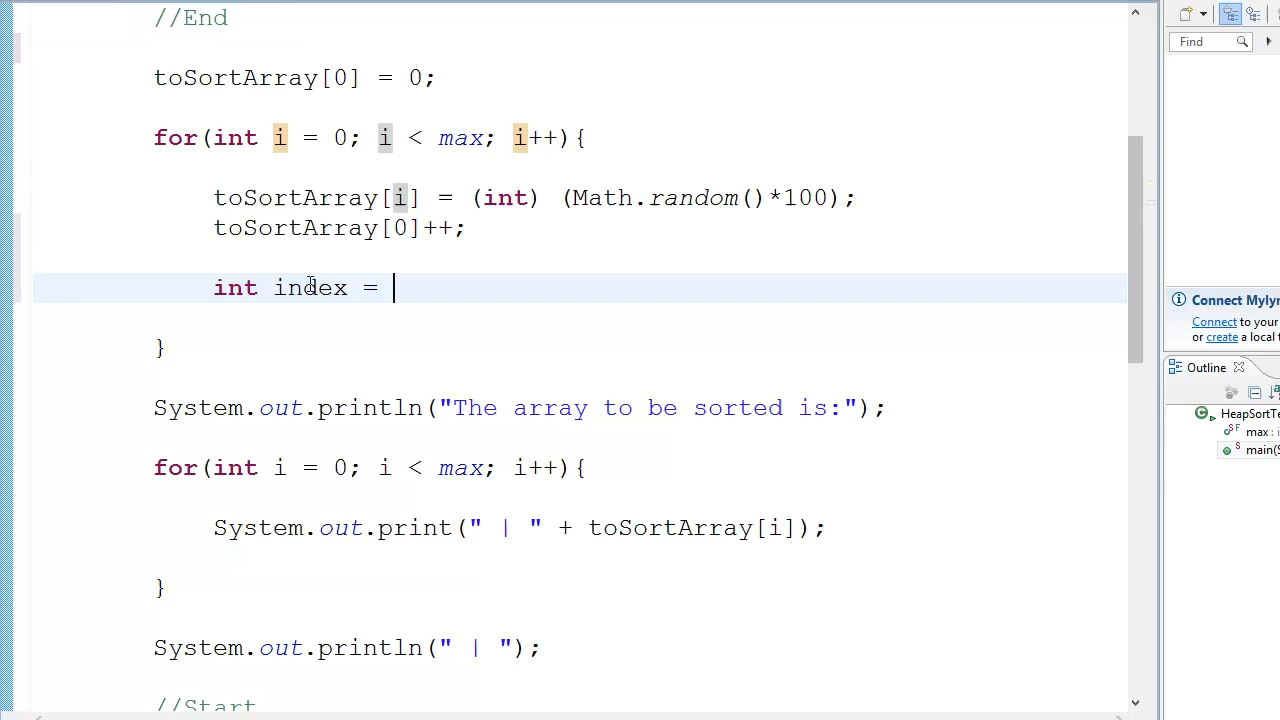 //End
toSortArray[0] = 0;
for(int i = 0; i < max; i++){
toSortArray[i] = (int) (Math.random()*100);
toSortArray[0]++;
int index =
}
System.out.println("The array to be sorted is:");
for(int i = 0; i < max; i++){
System.out.print(" | " + toSortArray[i]);
}
System.out.println(" | ");
//Start
Find
Connect Mylyn
Connect to your
or create a local t
Outline
HeapSortTe
max : i
main(S